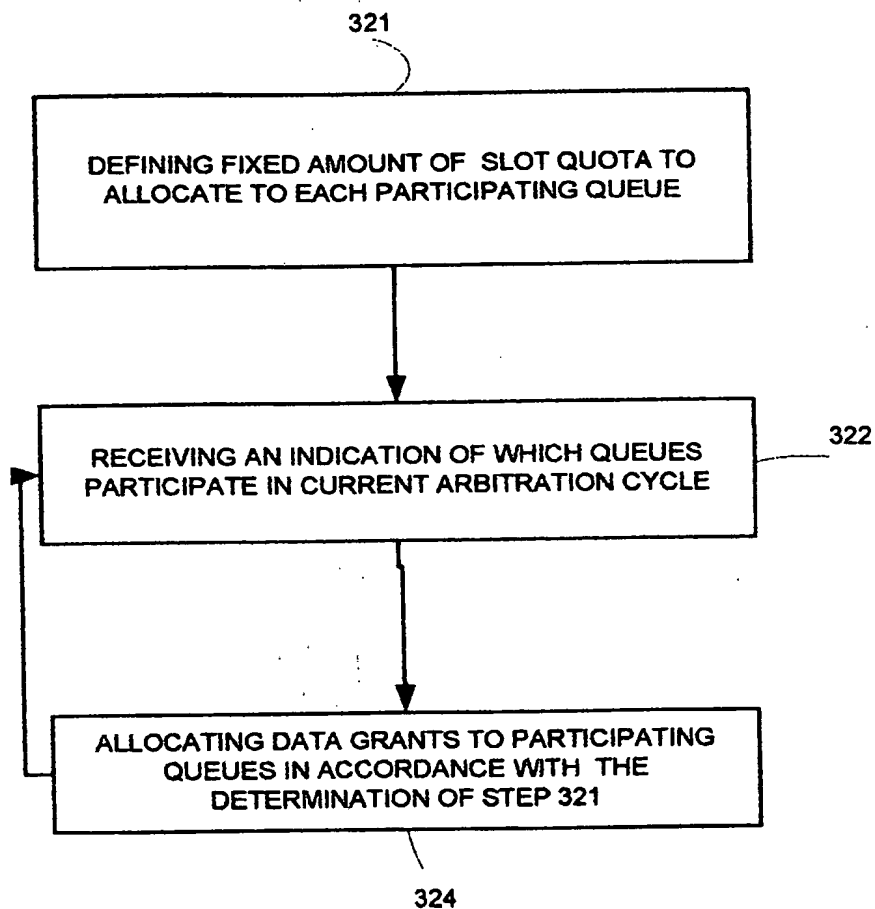 321
DEFINING FIXED AMOUNT OF SLOT QUOTA TO
ALLOCATE TO EACH PARTICIPATING QUEUE
RECEIVING AN INDICATION OF WHICH QUEUES
PARTICIPATE IN CURRENT ARBITRATION CYCLE
322
ALLOCATING DATA GRANTS TO PARTICIPATING
QUEUES IN ACCORDANCE WITH THE
DETERMINATION OF STEP 321
324